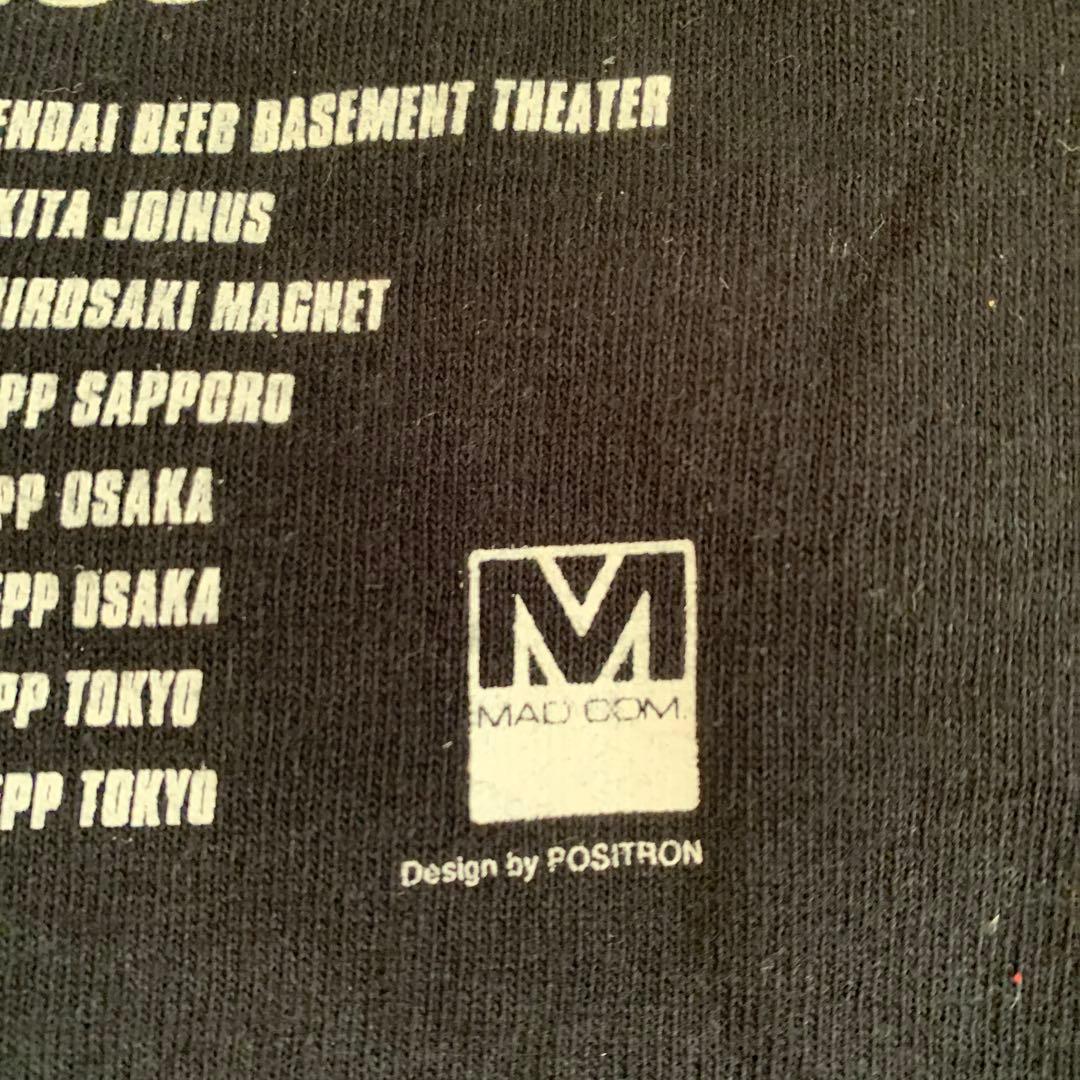 ENDAI BEEB BASEMENT THEATER
KITA JOINUS
HIROSAKI MAGNET
PP SAPPORO
PP OSAKA
EPP OSAKA
PP TOKYO
EPP TOKYO
M
MAD COM.
Design by POSITRON